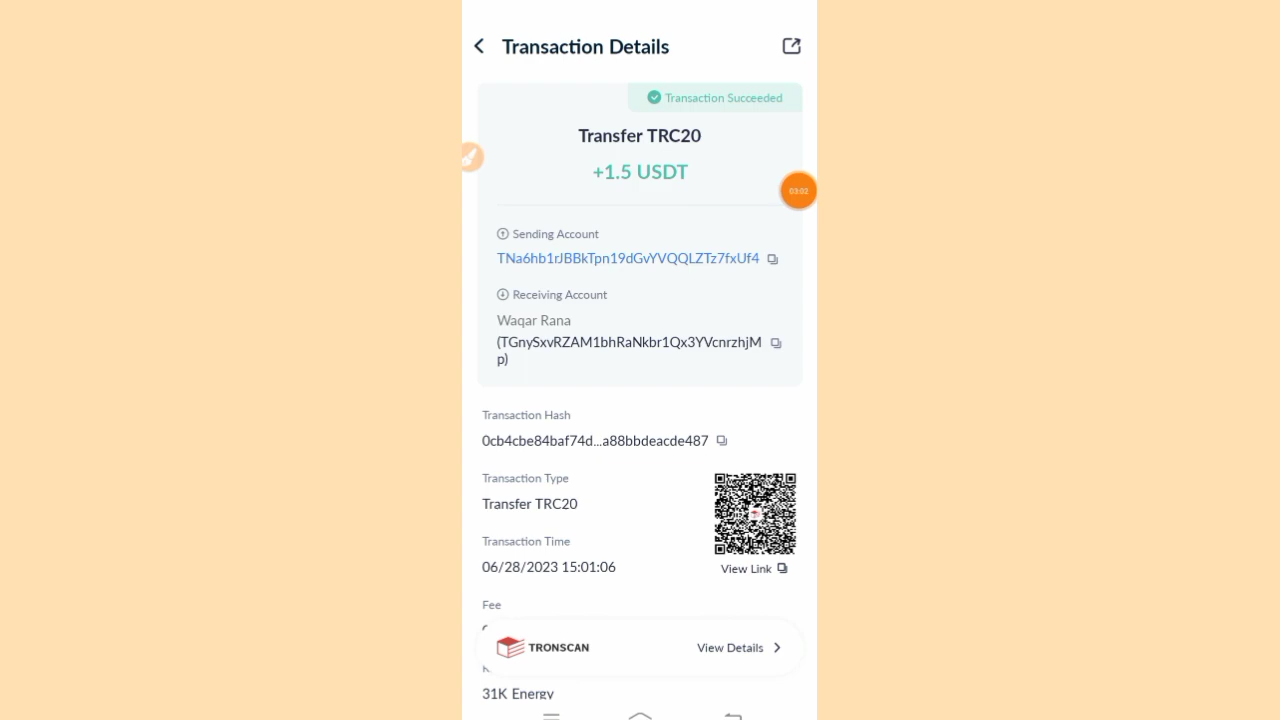 Transaction Details
Transaction Succeeded
Transfer TRC20
+1.5 USDT
03:02
Sending Account
TNa6hb1rJBBkTpn19dGvYVQQLZTz7fxUf4
Receiving Account
Waqar Rana
(TGnySxvRZAM1bhRaNkbr1Qx3YVcnrzhjM
p)
Transaction Hash
0cb4cbe84baf74d...a88bbdeacde487
Transaction Type
Transfer TRC20
Transaction Time
06/28/2023 15:01:06
View Link
Fee
TRONSCAN
View Details
31K Energy